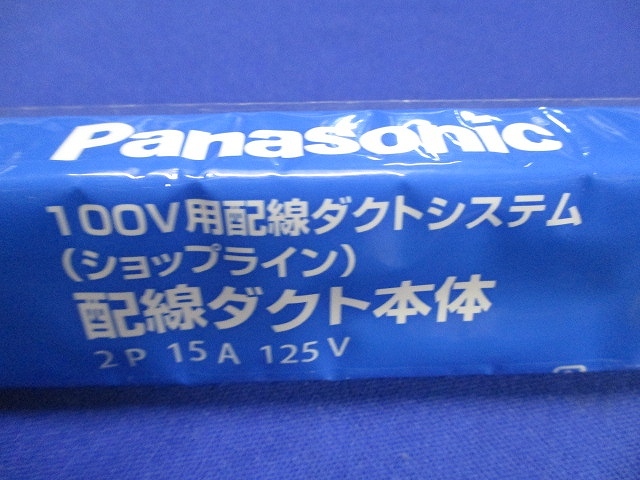 Panasonic
100V用配線ダクトシステム
(ショップライン)
配線ダクト本体
2P 15A 125V